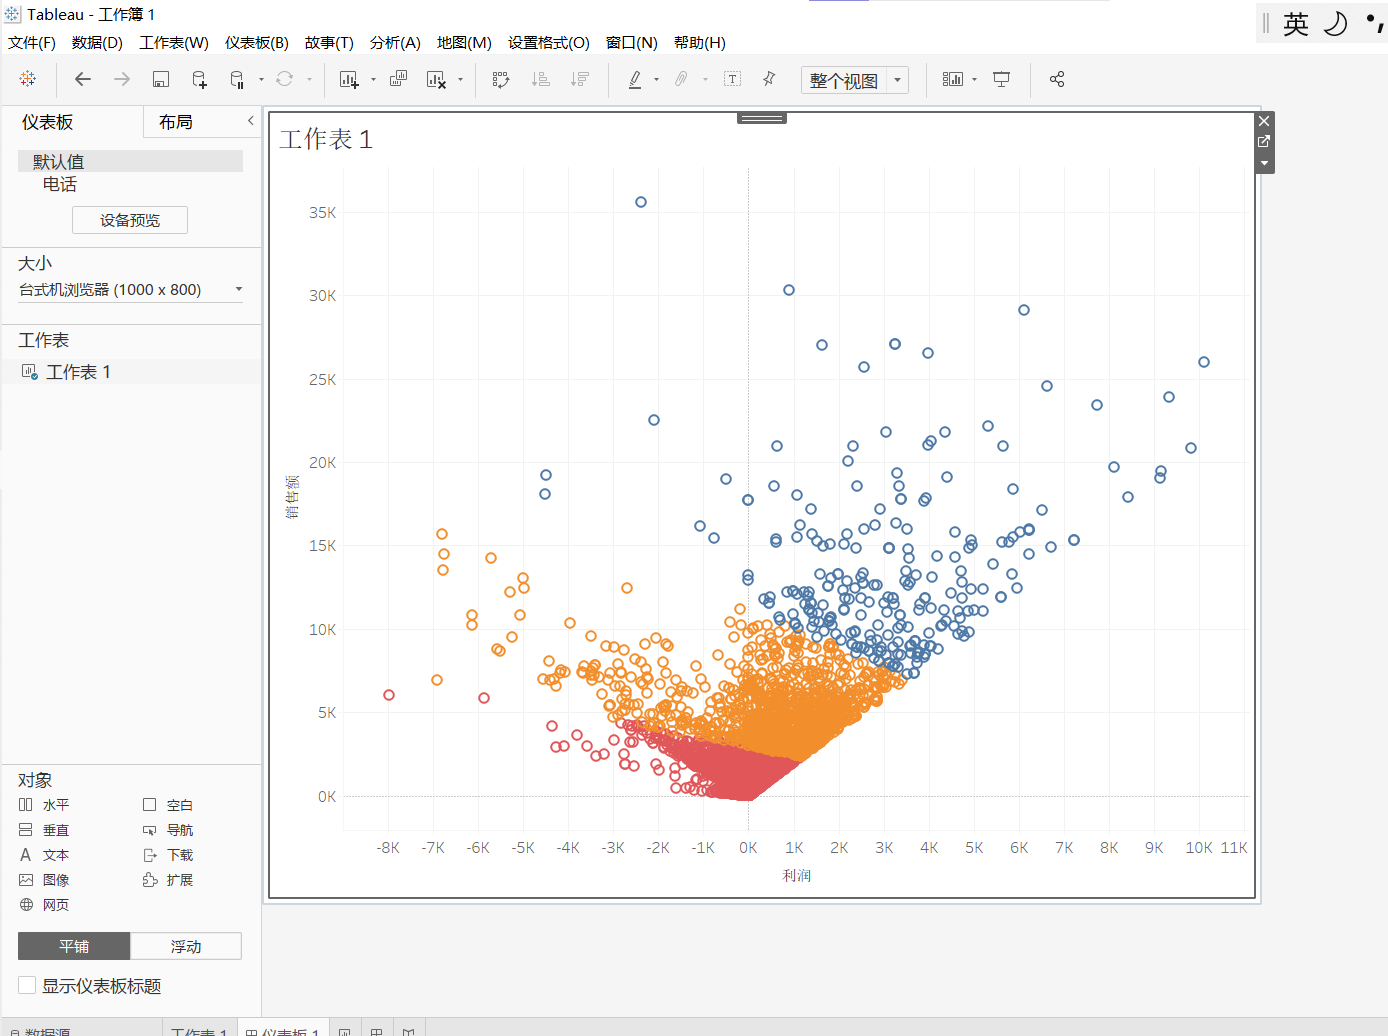 Tableau - 工作簿 1
英
文件(F) 数据(D) 工作表(W) 仪表板(B) 故事(T) 分析(A) 地图(M) 设置格式(O) 窗口(N) 帮助(H)
整个视图
仪表板 布局
默认值
电话
设备预览
大小
台式机浏览器 (1000 x 800)
工作表
工作表 1
对象
水平 空白
垂直 导航
文本 下载
图像 扩展
网页
平铺 浮动
显示仪表板标题
工作表 1
35K
30K
25K
20K
15K
10K
5K
0K
销售额
-8K -7K -6K -5K -4K -3K -2K -1K 0K 1K 2K 3K 4K 5K 6K 7K 8K 9K 10K 11K
利润
数据源 工作表 1 仪表板 1